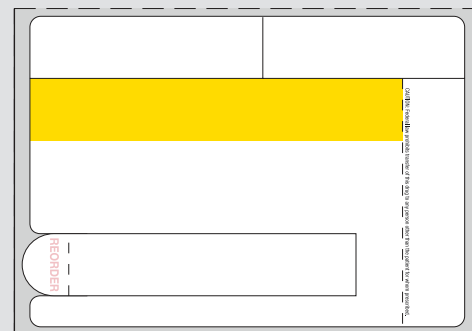 CAUTION: Federal law prohibits transfer of this drug to any person other than the patient for whom prescribed.
REORDER